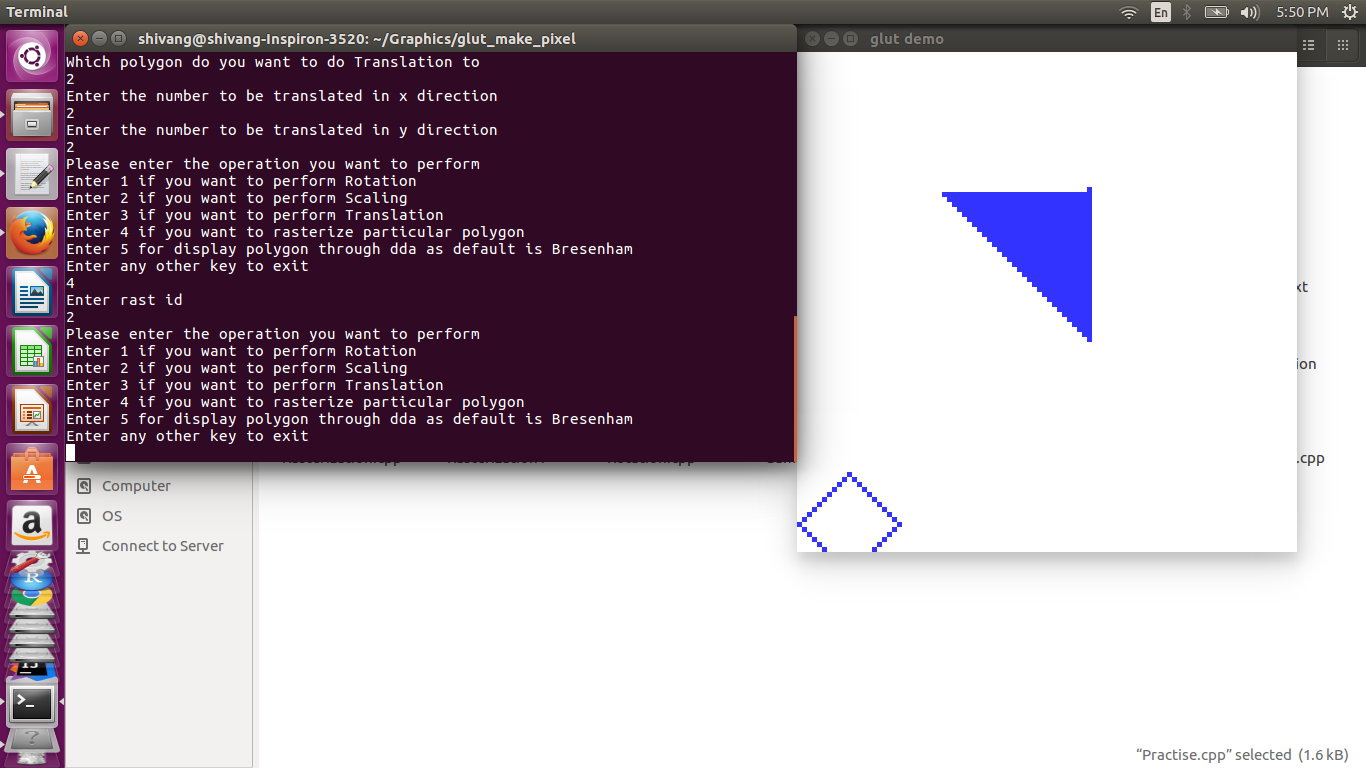 Terminal
En
5:50 PM
shivang@shivang-Inspiron-3520: ~/Graphics/glut_make_pixel
glut demo
Which polygon do you want to do Translation to
2
Enter the number to be translated in x direction
2
Enter the number to be translated in y direction
2
Please enter the operation you want to perform
Enter 1 if you want to perform Rotation
Enter 2 if you want to perform Scaling
Enter 3 if you want to perform Translation
Enter 4 if you want to rasterize particular polygon
Enter 5 for display polygon through dda as default is Bresenham
Enter any other key to exit
4
Enter rast id
2
Please enter the operation you want to perform
Enter 1 if you want to perform Rotation
Enter 2 if you want to perform Scaling
Enter 3 if you want to perform Translation
Enter 4 if you want to rasterize particular polygon
Enter 5 for display polygon through dda as default is Bresenham
Enter any other key to exit
xt
ion
.cpp
Computer
OS
Connect to Server
“Practise.cpp” selected (1.6 kB)